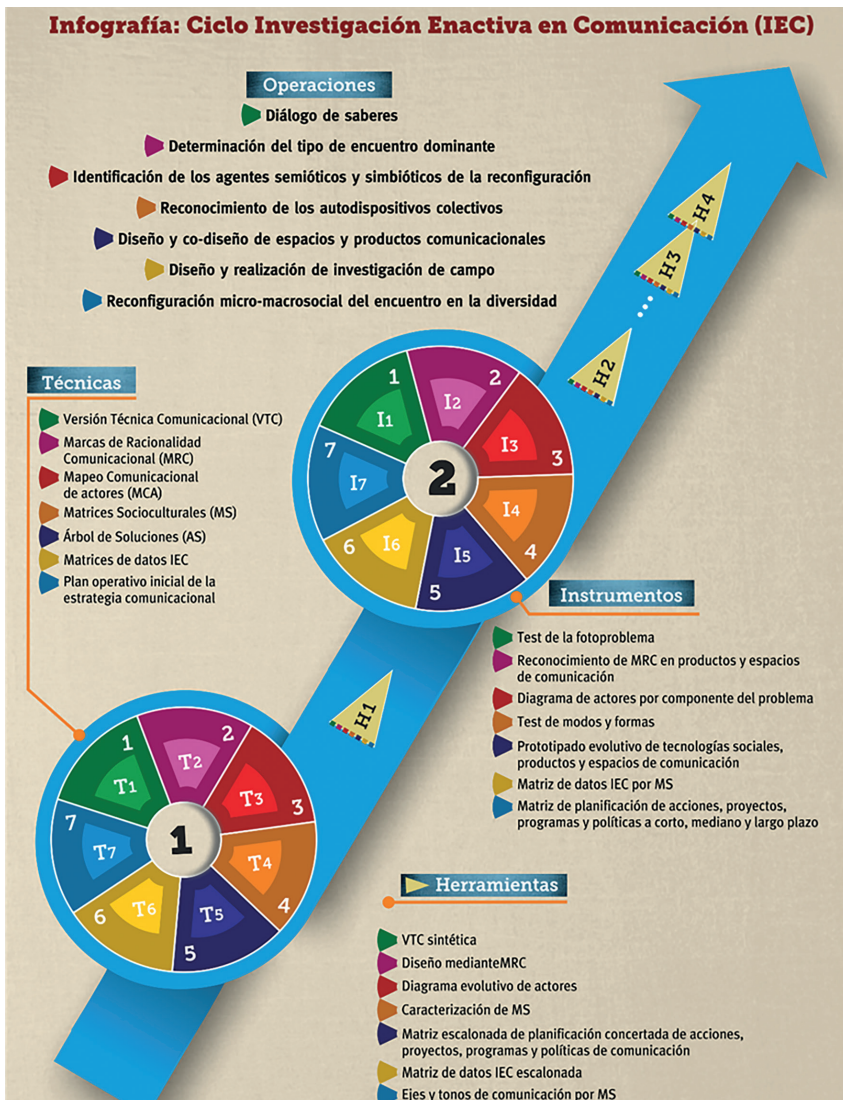 Infografía: Ciclo Investigación Enactiva en Comunicación (IEC)
Operaciones
Diálogo de saberes
Determinación del tipo de encuentro dominante
Identificación de los agentes semióticos y simbióticos de la reconfiguración
Reconocimiento de los autodispositivos colectivos
Diseño y co-diseño de espacios y productos comunicacionales
Diseño y realización de investigación de campo
Reconfiguración micro-macrosocial del encuentro en la diversidad
H4
H3
...
H2
Técnicas
Versión Técnica Comunicacional (VTC)
Marcas de Racionalidad
Comunicacional (MRC)
Mapeo Comunicacional
de actores (MCA)
Matrices Socioculturales (MS)
Árbol de Soluciones (AS)
Matrices de datos IEC
Plan operativo inicial de la
estrategia comunicacional
1
I1
2
I2
3
I3
4
I4
5
I5
6
I6
7
I7
2
Instrumentos
Test de la fotoproblema
Reconocimiento de MRC en productos y espacios
de comunicación
Diagrama de actores por componente del problema
Test de modos y formas
Prototipado evolutivo de tecnologías sociales,
productos y espacios de comunicación
Matriz de datos IEC por MS
Matriz de planificación de acciones, proyectos,
programas y políticas a corto, mediano y largo plazo
H1
1
T1
2
T2
3
T3
4
T4
5
T5
6
T6
7
T7
1
Herramientas
VTC sintética
Diseño medianteMRC
Diagrama evolutivo de actores
Caracterización de MS
Matriz escalonada de planificación concertada de acciones,
proyectos, programas y políticas de comunicación
Matriz de datos IEC escalonada
Ejes y tonos de comunicación por MS